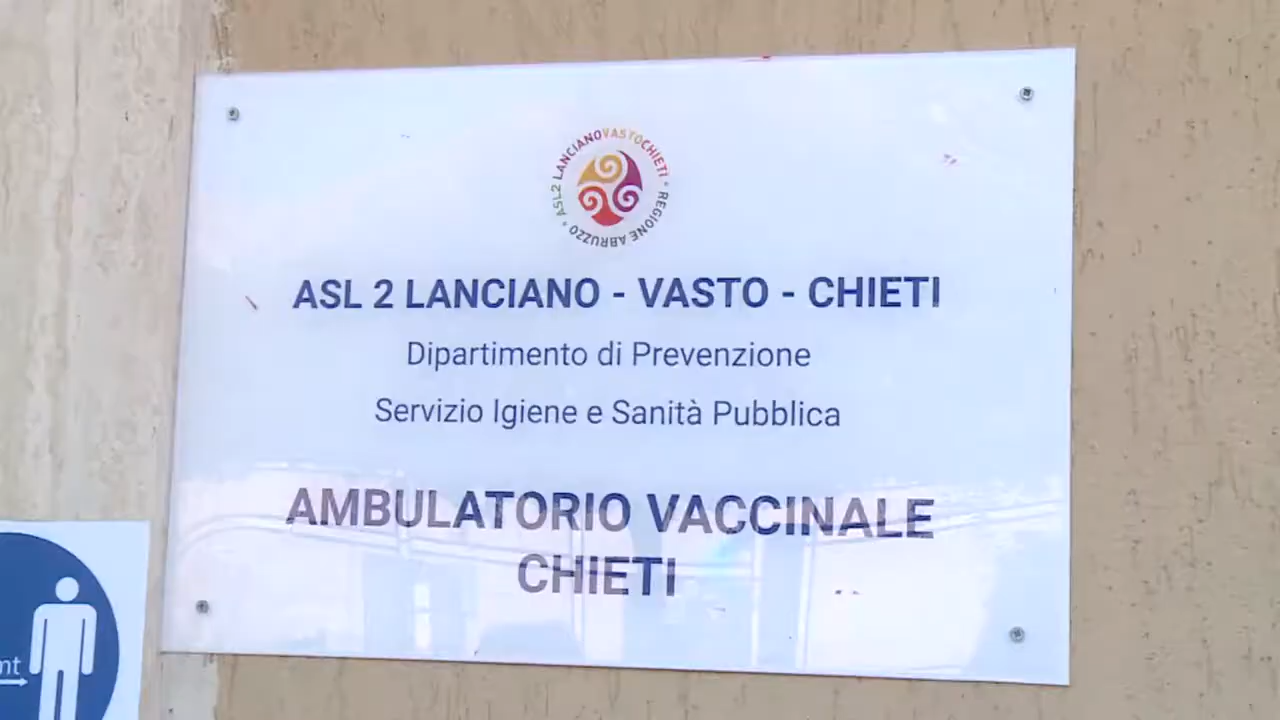 ASL2 LANCIANOVASTOCHIETI • REGIONE ABRUZZO •
ASL 2 LANCIANO - VASTO - CHIETI
Dipartimento di Prevenzione
Servizio Igiene e Sanità Pubblica
AMBULATORIO VACCINALE
CHIETI